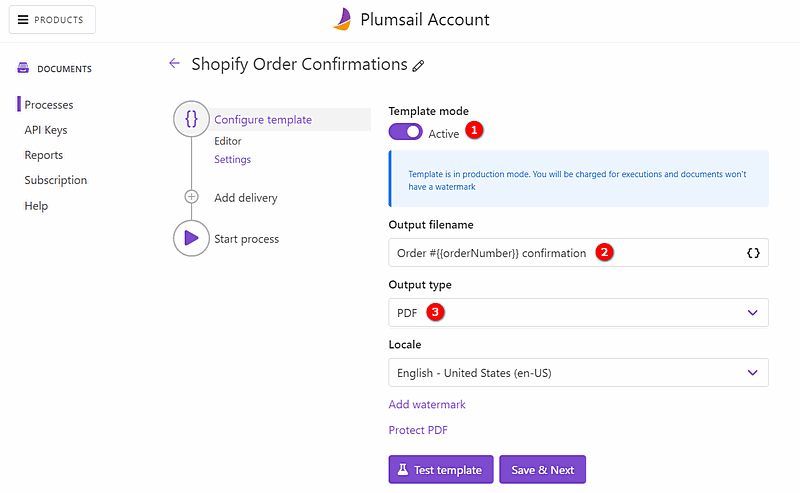 PRODUCTS
Plumsail Account
DOCUMENTS
Processes
API Keys
Reports
Subscription
Help
Shopify Order Confirmations
{}
Configure template
Editor
Settings
Add delivery
Start process
Template mode
Active 1
Template is in production mode. You will be charged for executions and documents won't
have a watermark
Output filename
Order #{{orderNumber}} confirmation 2 {}
Output type
PDF 3
Locale
English - United States (en-US)
Add watermark
Protect PDF
Test template
Save & Next